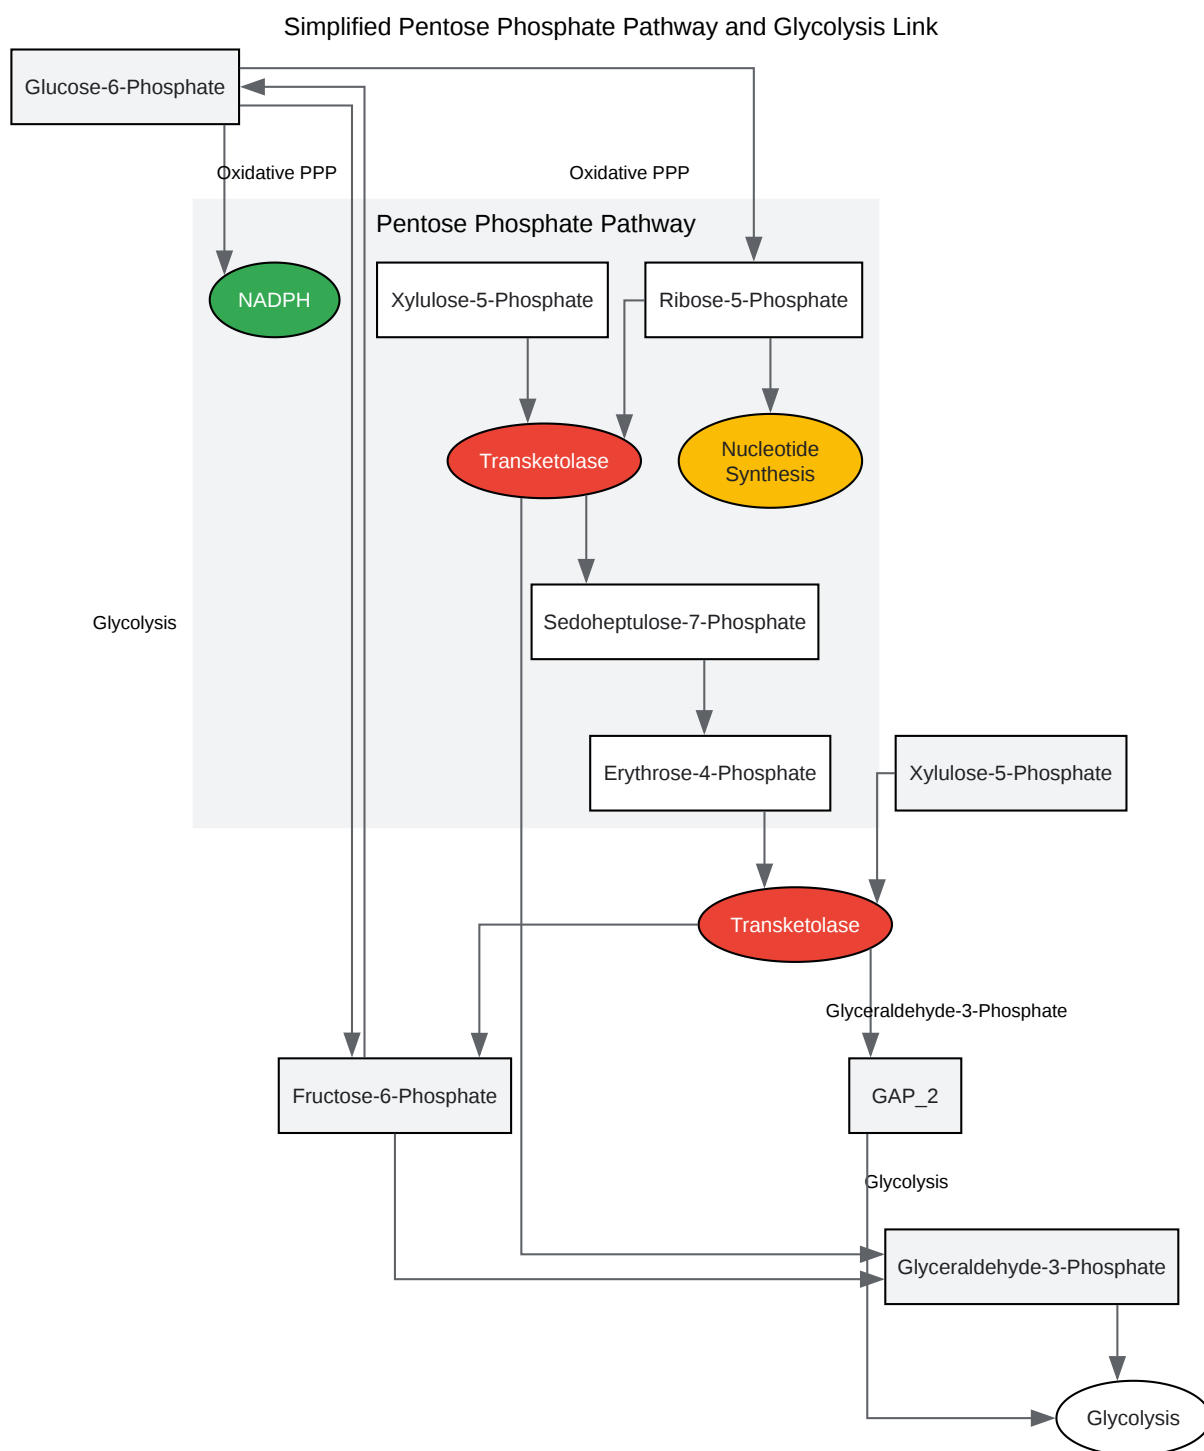 Simplified Pentose Phosphate Pathway and Glycolysis Link
Glucose-6-Phosphate
Oxidative PPP
Oxidative PPP
Pentose Phosphate Pathway
NADPH
Xylulose-5-Phosphate
Ribose-5-Phosphate
Transketolase
Nucleotide
Synthesis
Glycolysis
Sedoheptulose-7-Phosphate
Erythrose-4-Phosphate
Xylulose-5-Phosphate
Transketolase
Glyceraldehyde-3-Phosphate
Fructose-6-Phosphate
GAP_2
Glycolysis
Glyceraldehyde-3-Phosphate
Glycolysis